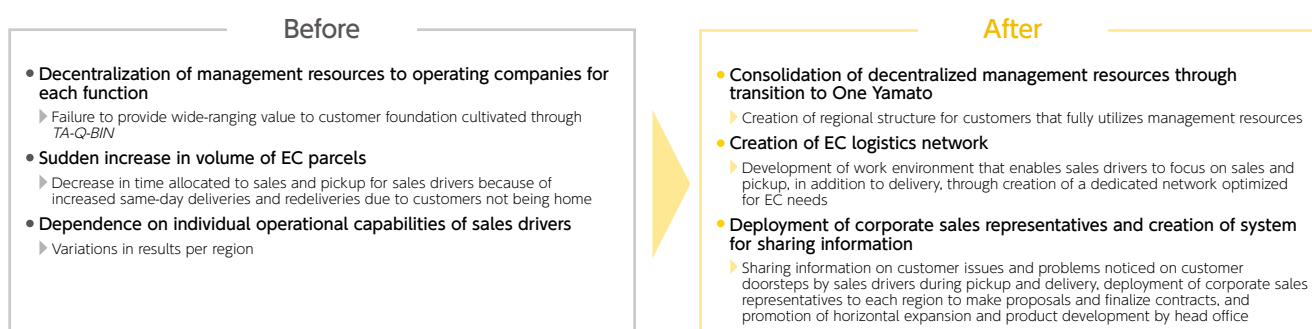 Before
• Decentralization of management resources to operating companies for
each function
Failure to provide wide-ranging value to customer foundation cultivated through
TA-Q-BIN
• Sudden increase in volume of EC parcels
Decrease in time allocated to sales and pickup for sales drivers because of
increased same-day deliveries and redeliveries due to customers not being home
• Dependence on individual operational capabilities of sales drivers
Variations in results per region
After
• Consolidation of decentralized management resources through
transition to One Yamato
Creation of regional structure for customers that fully utilizes management resources
• Creation of EC logistics network
Development of work environment that enables sales drivers to focus on sales and
pickup, in addition to delivery, through creation of a dedicated network optimized
for EC needs
• Deployment of corporate sales representatives and creation of system
for sharing information
Sharing information on customer issues and problems noticed on customer
doorsteps by sales drivers during pickup and delivery, deployment of corporate sales
representatives to each region to make proposals and finalize contracts, and
promotion of horizontal expansion and product development by head office